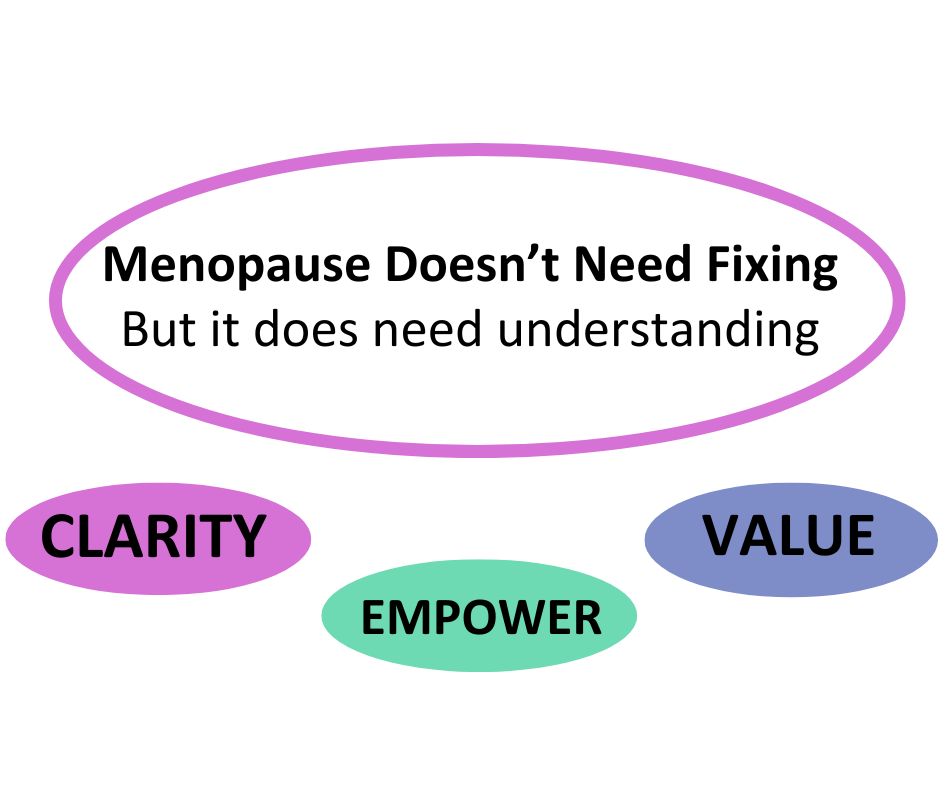 Menopause Doesn’t Need Fixing
But it does need understanding
CLARITY
VALUE
EMPOWER